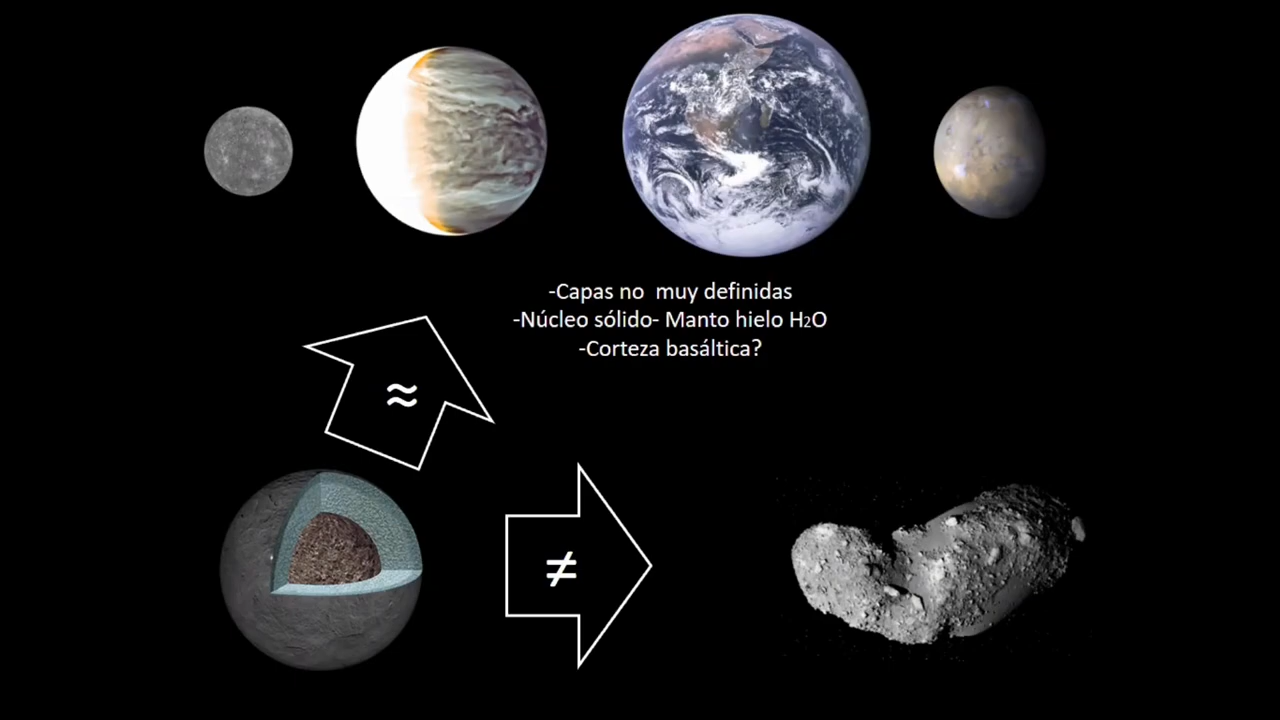 -Capas no  muy definidas
-Núcleo sólido- Manto hielo H₂O
-Corteza basáltica?
≈
≠